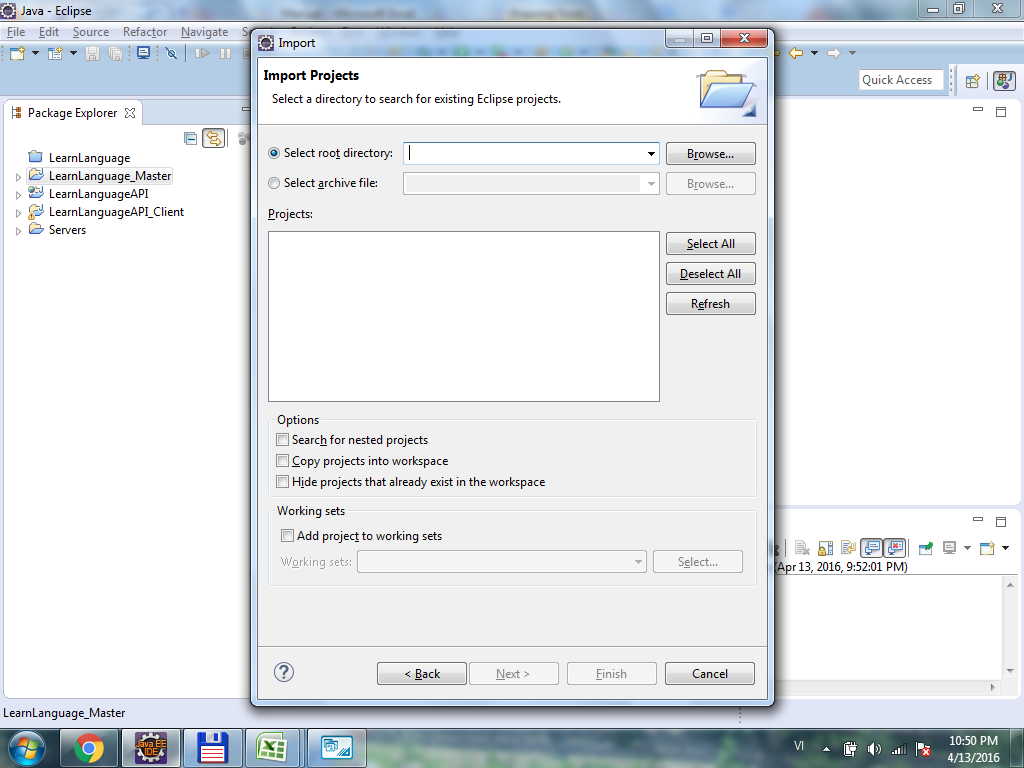 Java - Eclipse
File Edit Source Refactor Navigate
Quick Access
Package Explorer
LearnLanguage
LearnLanguage_Master
LearnLanguageAPI
LearnLanguageAPI_Client
Servers
Import
Import Projects
Select a directory to search for existing Eclipse projects.
Select root directory: Browse...
Select archive file: Browse...
Projects:
Select All
Deselect All
Refresh
Options
Search for nested projects
Copy projects into workspace
Hide projects that already exist in the workspace
Working sets
Add project to working sets
Working sets: Select...
< Back Next > Finish Cancel
(Apr 13, 2016, 9:52:01 PM)
LearnLanguage_Master
Java EE
IDE
VI
10:50 PM
4/13/2016